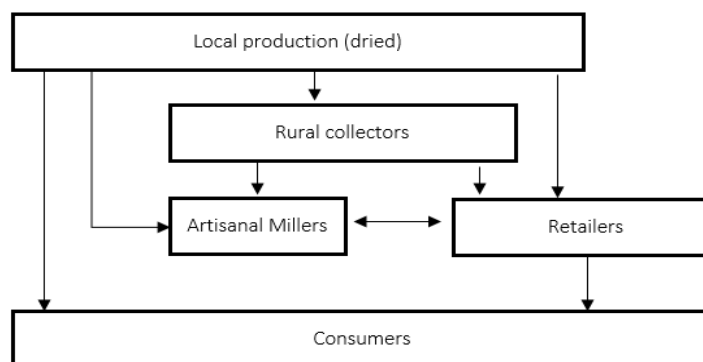 Local production (dried)
Rural collectors
Artisanal Millers
Retailers
Consumers